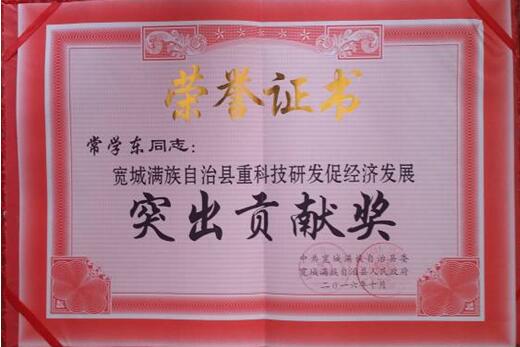 荣誉证书
常学东同志：
宽城满族自治县重科技研发促经济发展
突出贡献奖
中共宽城满族自治县委
宽城满族自治县人民政府
二〇一六年十月